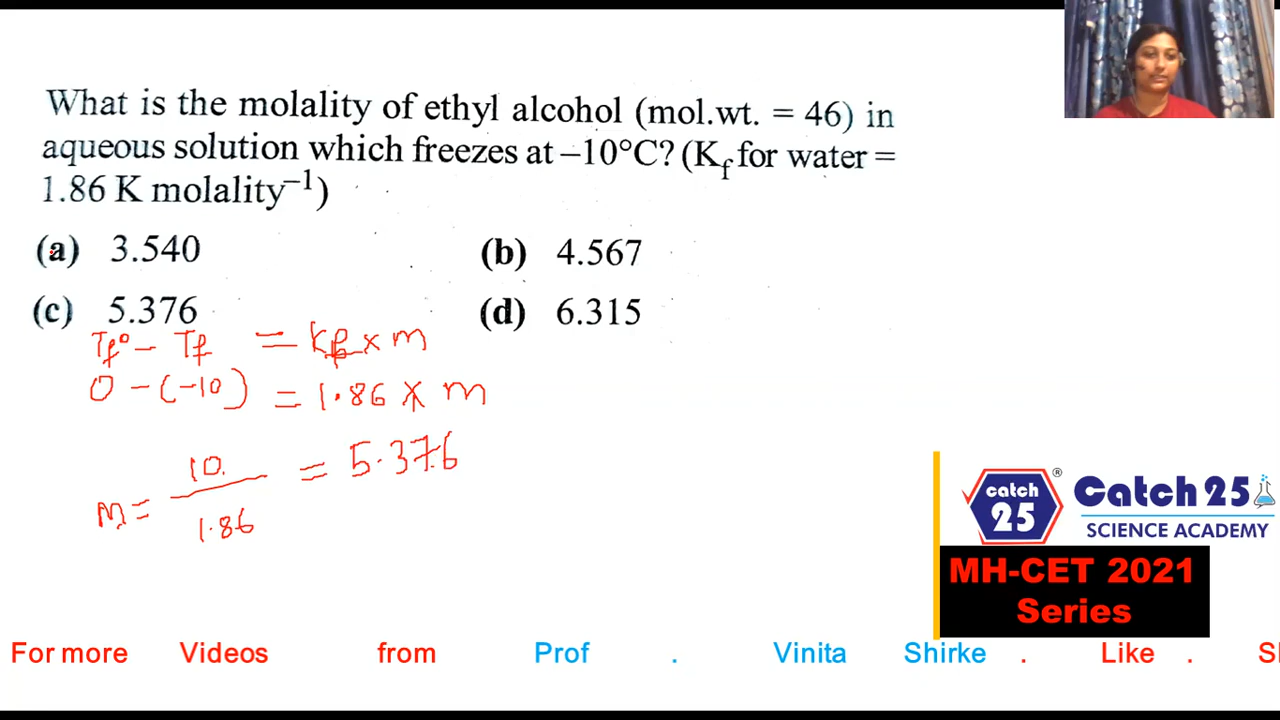 What is the molality of ethyl alcohol (mol.wt. = 46) in
aqueous solution which freezes at –10°C? (Kf for water =
1.86 K molality⁻¹)
(a) 3.540
(b) 4.567
(c) 5.376
(d) 6.315
Tf° – Tf = Kf × m
0 – (–10) = 1.86 × m
m = 10 / 1.86 = 5.376
catch 25 ®
Catch 25
SCIENCE ACADEMY
MH-CET 2021
Series
For more Videos from Prof . Vinita Shirke . Like .